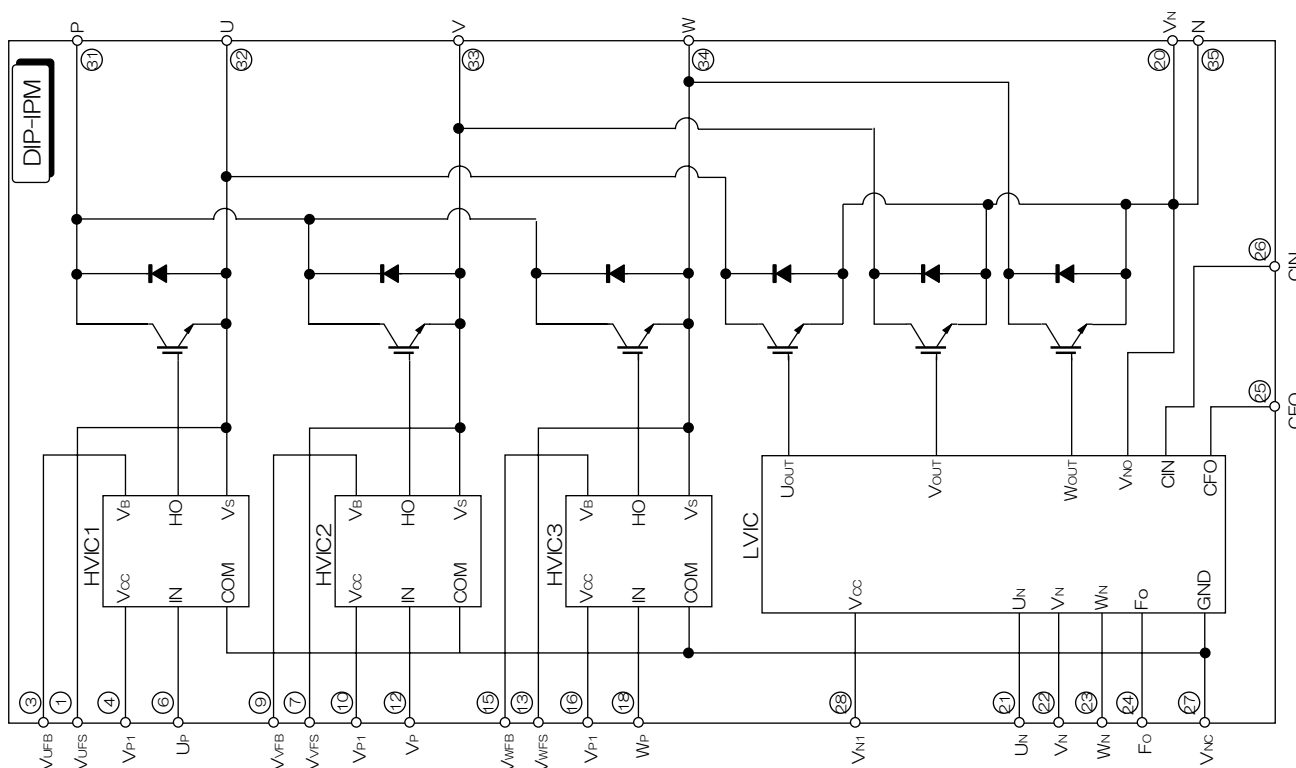 DIP-IPM
P
U
V
W
VN
N
31
32
33
34
20
35
26
CIN
25
CFO
HVIC1
VB
HO
VS
VCC
IN
COM
HVIC2
VB
HO
VS
VCC
IN
COM
HVIC3
VB
HO
VS
VCC
IN
COM
LVIC
UOUT
VOUT
WOUT
VNO
CIN
CFO
VCC
UN
VN
WN
FO
GND
3
1
4
6
9
7
10
12
15
13
16
18
28
21
22
23
24
27
VUFB
VUFS
VP1
UP
VVFB
VVFS
VP1
VP
VWFB
VWFS
VP1
WP
VN1
UN
VN
WN
FO
VNC